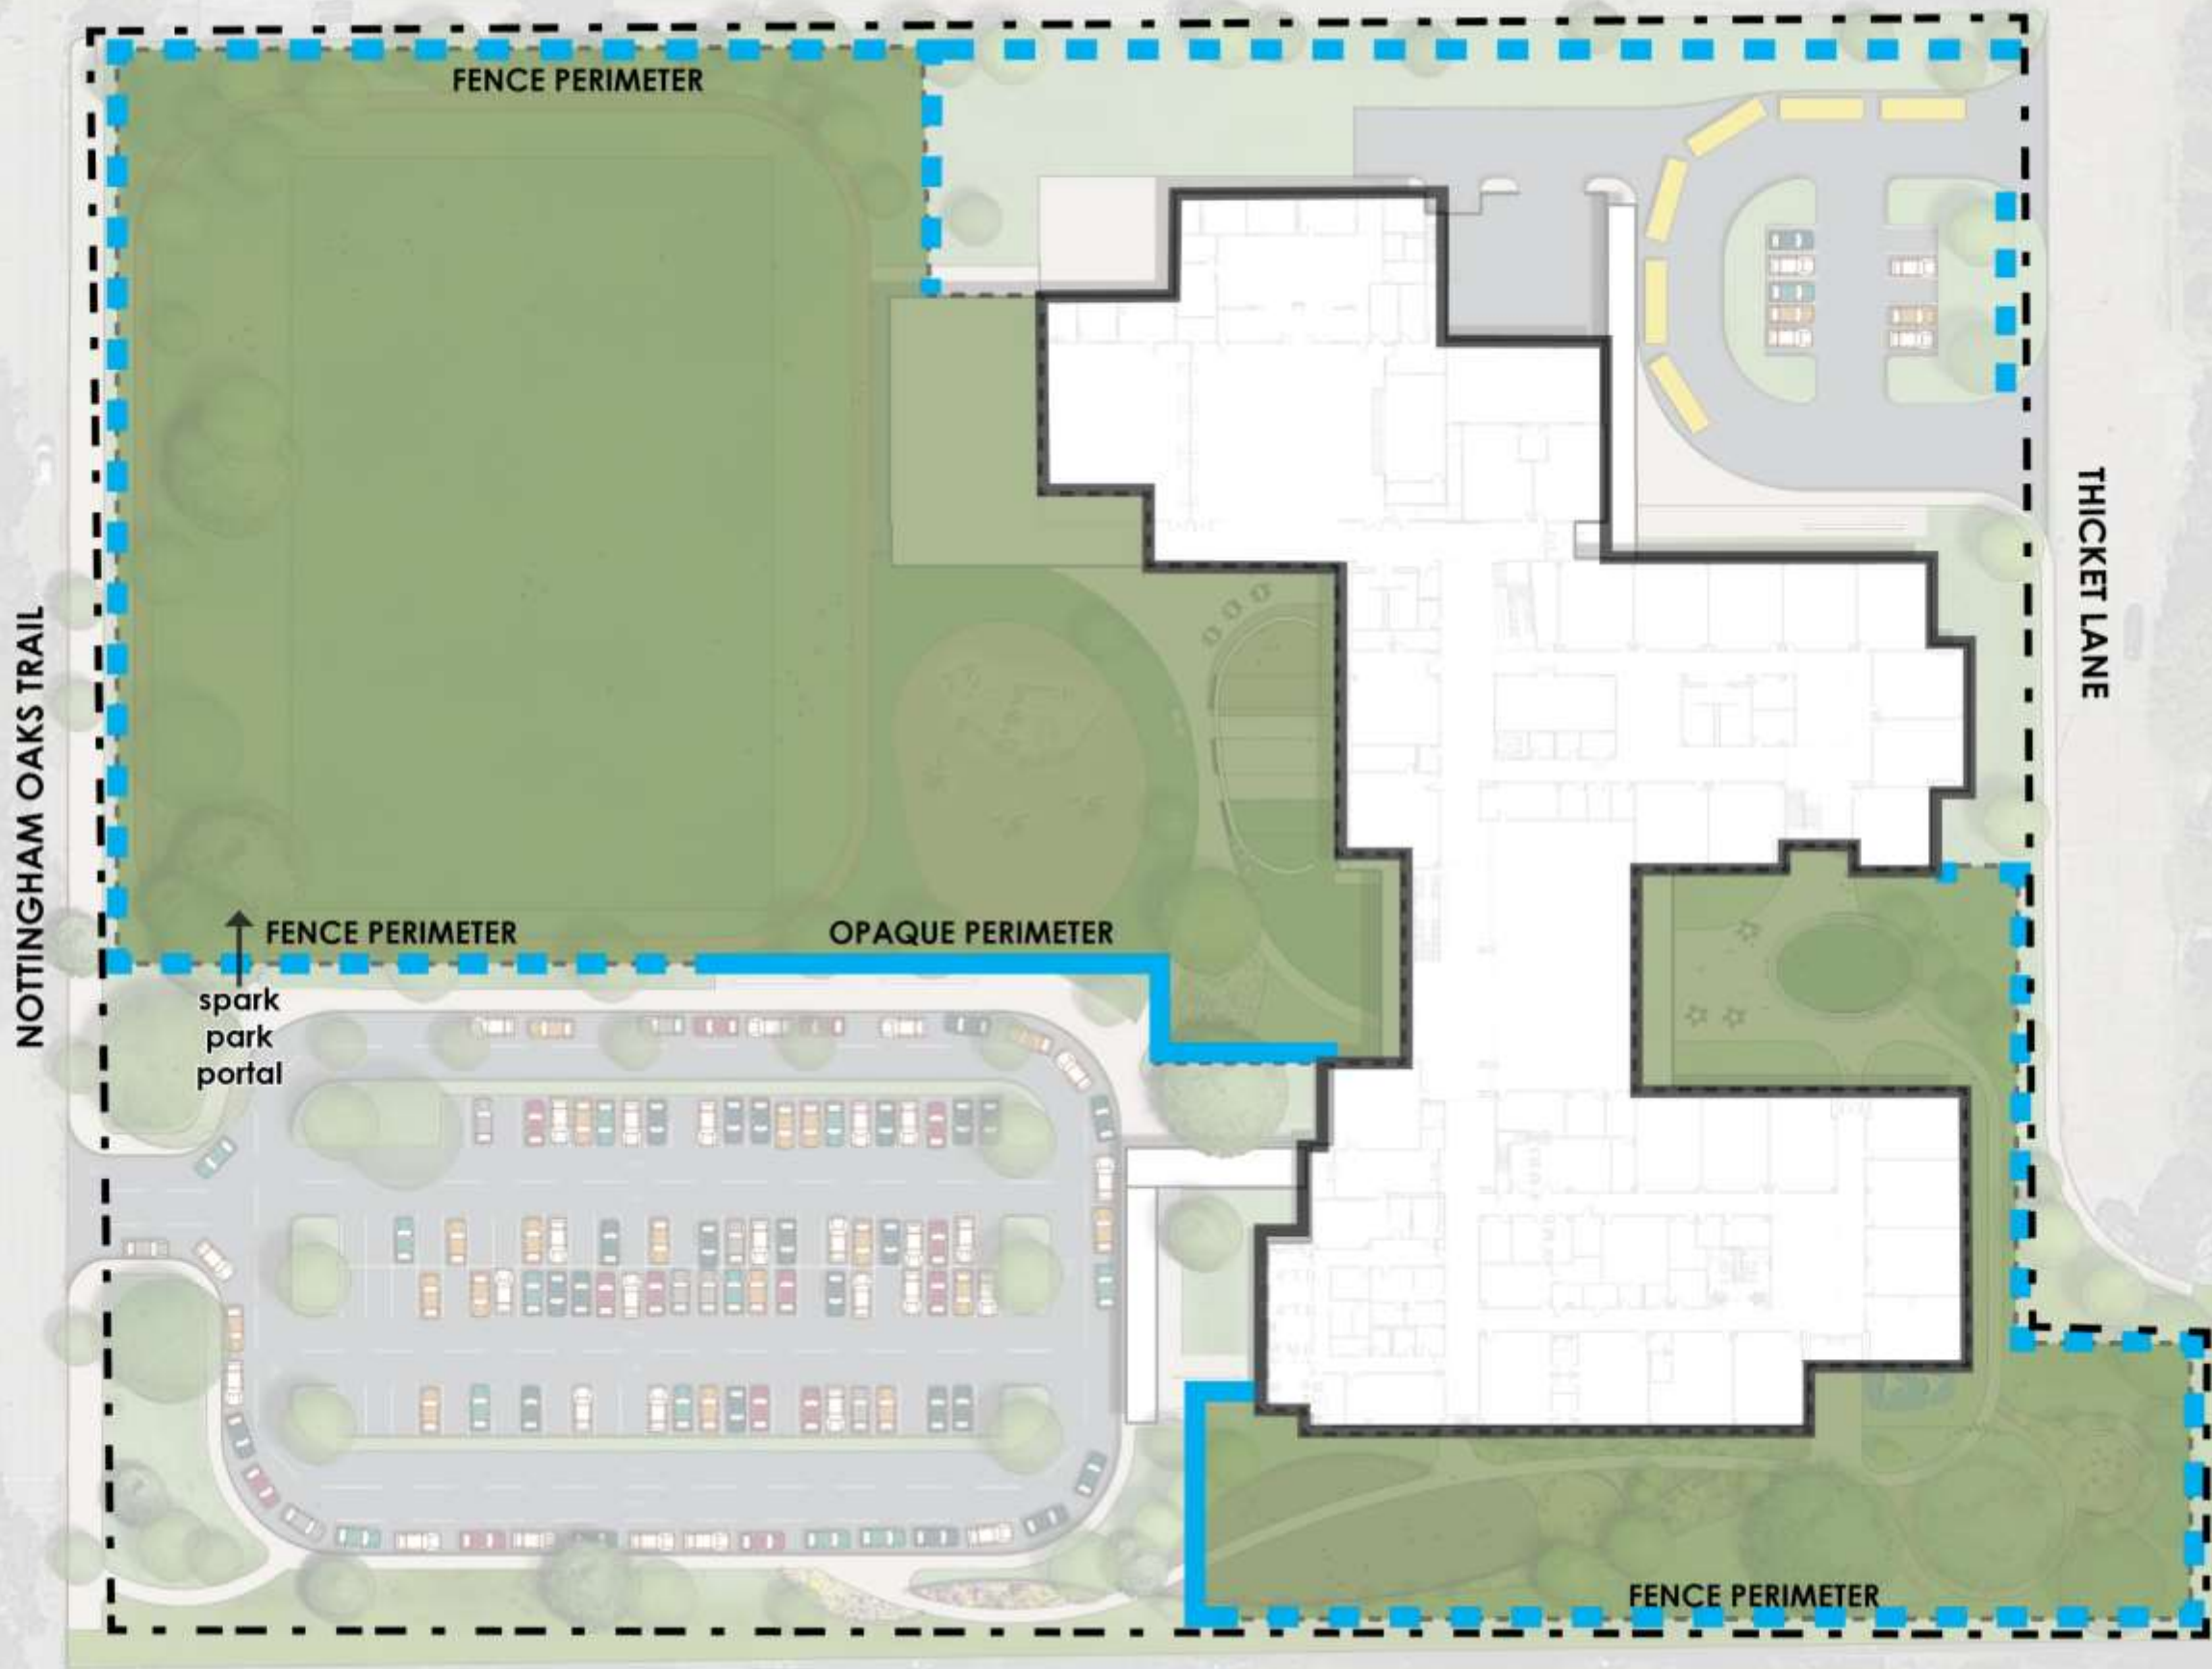 FENCE PERIMETER
THICKET LANE
NOTTINGHAM OAKS TRAIL
FENCE PERIMETER
OPAQUE PERIMETER
spark
park
portal
FENCE PERIMETER